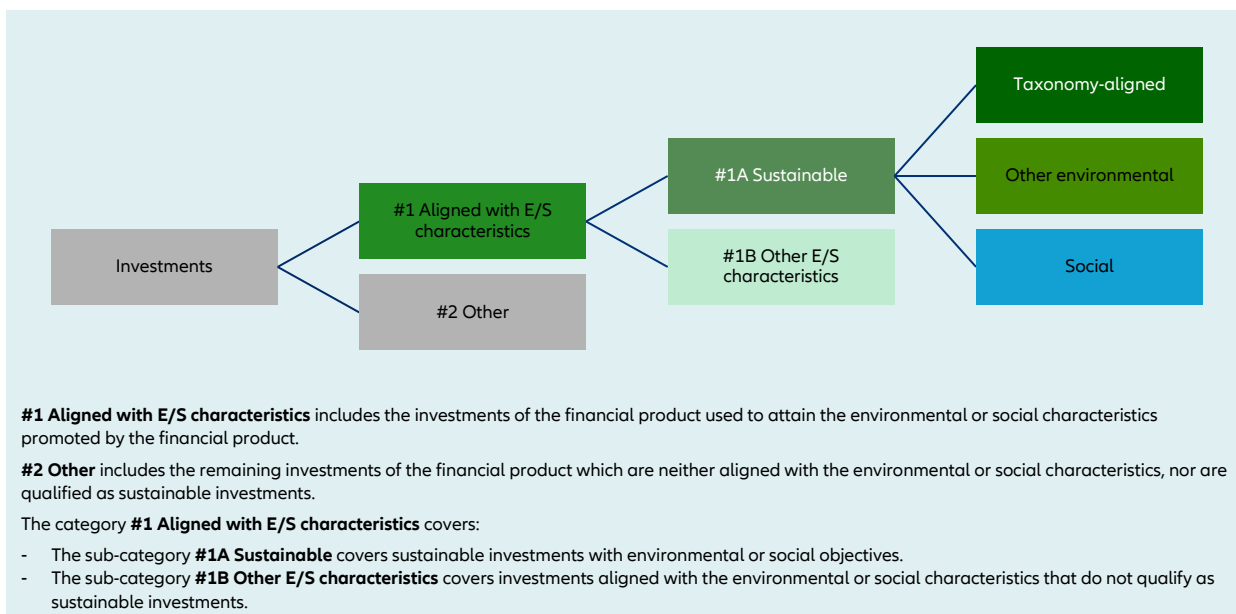 Taxonomy-aligned
#1A Sustainable
Other environmental
#1 Aligned with E/S
characteristics
Investments
#1B Other E/S
characteristics
Social
#2 Other
#1 Aligned with E/S characteristics includes the investments of the financial product used to attain the environmental or social characteristics
promoted by the financial product.
#2 Other includes the remaining investments of the financial product which are neither aligned with the environmental or social characteristics, nor are
qualified as sustainable investments.
The category #1 Aligned with E/S characteristics covers:
- The sub-category #1A Sustainable covers sustainable investments with environmental or social objectives.
- The sub-category #1B Other E/S characteristics covers investments aligned with the environmental or social characteristics that do not qualify as
sustainable investments.